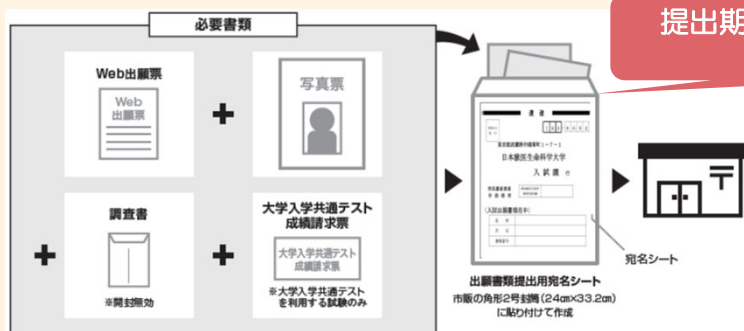 提出期
必要書類
Web出願票
Web
出願票
写真票
調査書
※開封無効
大学入学共通テスト
成績請求票
大学入学共通テスト
成績請求票
※大学入学共通テスト
を利用する試験のみ
速達
日本獣医生命科学大学
入試課 行
宛名シート
出願書類提出用宛名シート
市販の角形2号封筒(24㎝×33.2㎝)
に貼り付けて作成